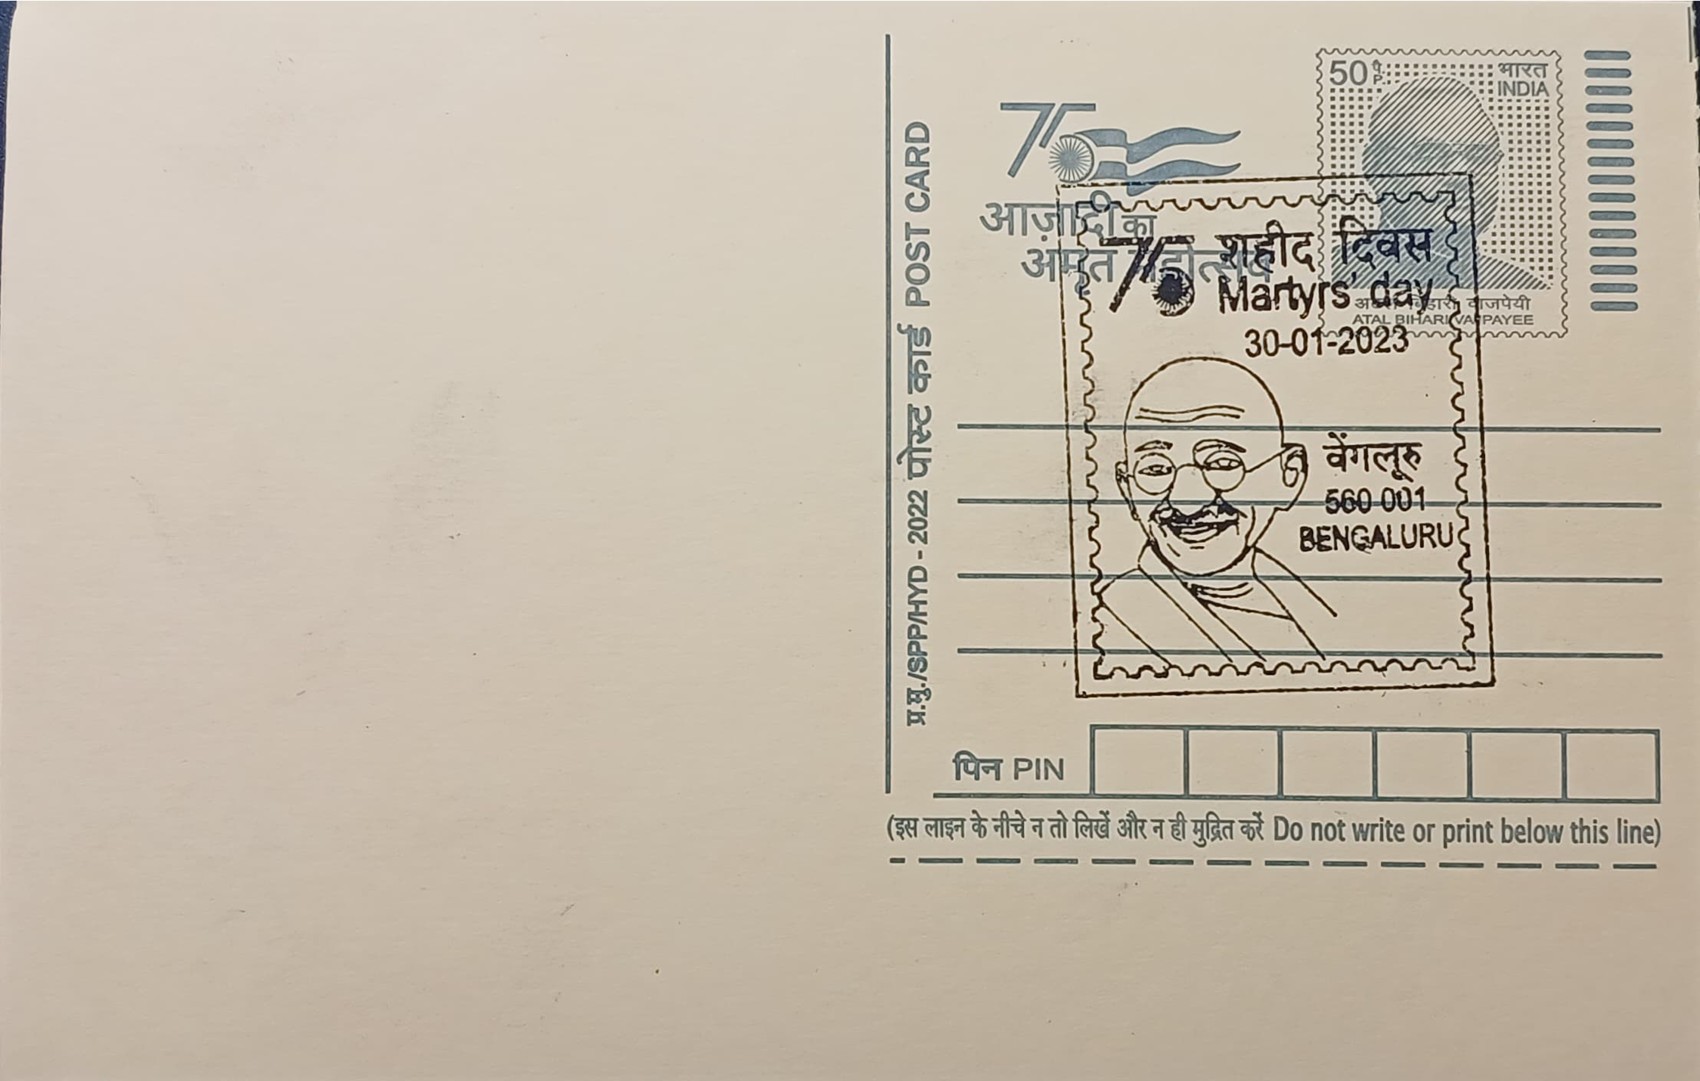 प्र.मु./SPP/HYD - 2022 पोस्ट कार्ड POST CARD
75
आज़ादी का
अमृत महोत्सव
50 पै. P.
भारत
INDIA
अटल बिहारी वाजपेयी
ATAL BIHARI VAJPAYEE
75
शहीद दिवस
Martyrs' day
30-01-2023
वेंगलूरु
560 001
BENGALURU
पिन PIN
(इस लाइन के नीचे न तो लिखें और न ही मुद्रित करें Do not write or print below this line)